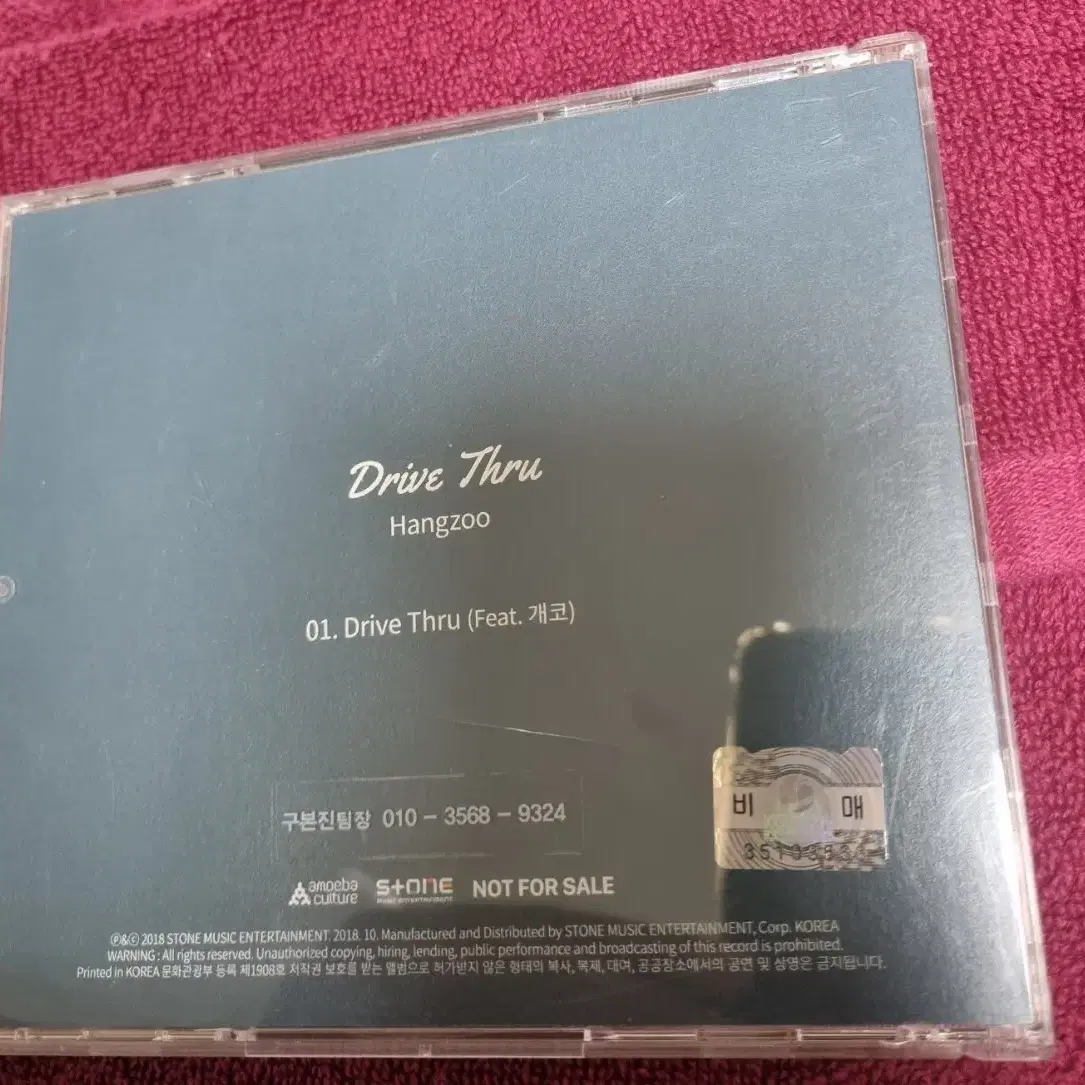 Drive Thru
Hangzoo
01. Drive Thru (Feat. 개코)
구본진팀장 010 - 3568 - 9324
비 매
amoeba culture
STONE MUSIC ENTERTAINMENT
NOT FOR SALE
℗&© 2018 STONE MUSIC ENTERTAINMENT. 2018. 10. Manufactured and Distributed by STONE MUSIC ENTERTAINMENT, Corp. KOREA
WARNING : All rights reserved. Unauthorized copying, hiring, lending, public performance and broadcasting of this record is prohibited.
Printed in KOREA 문화관광부 등록 제1908호 저작권 보호를 받는 앨범으로 허가받지 않은 형태의 복사, 복제, 대여, 공공장소에서의 공연 및 상영은 금지됩니다.